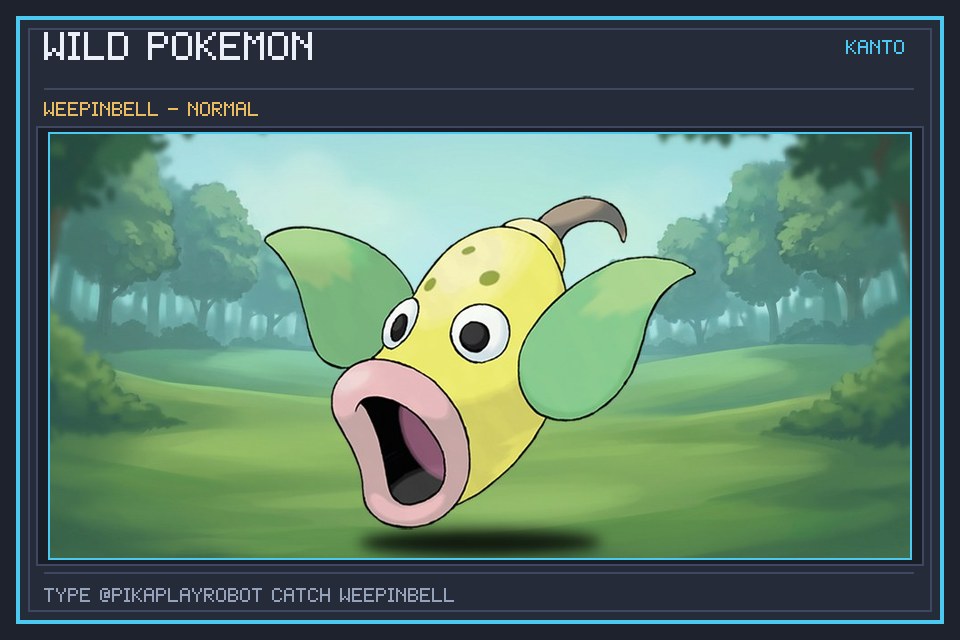 WILD POKEMON
KANTO
WEEPINBELL - NORMAL
TYPE @PIKAPLAYROBOT CATCH WEEPINBELL